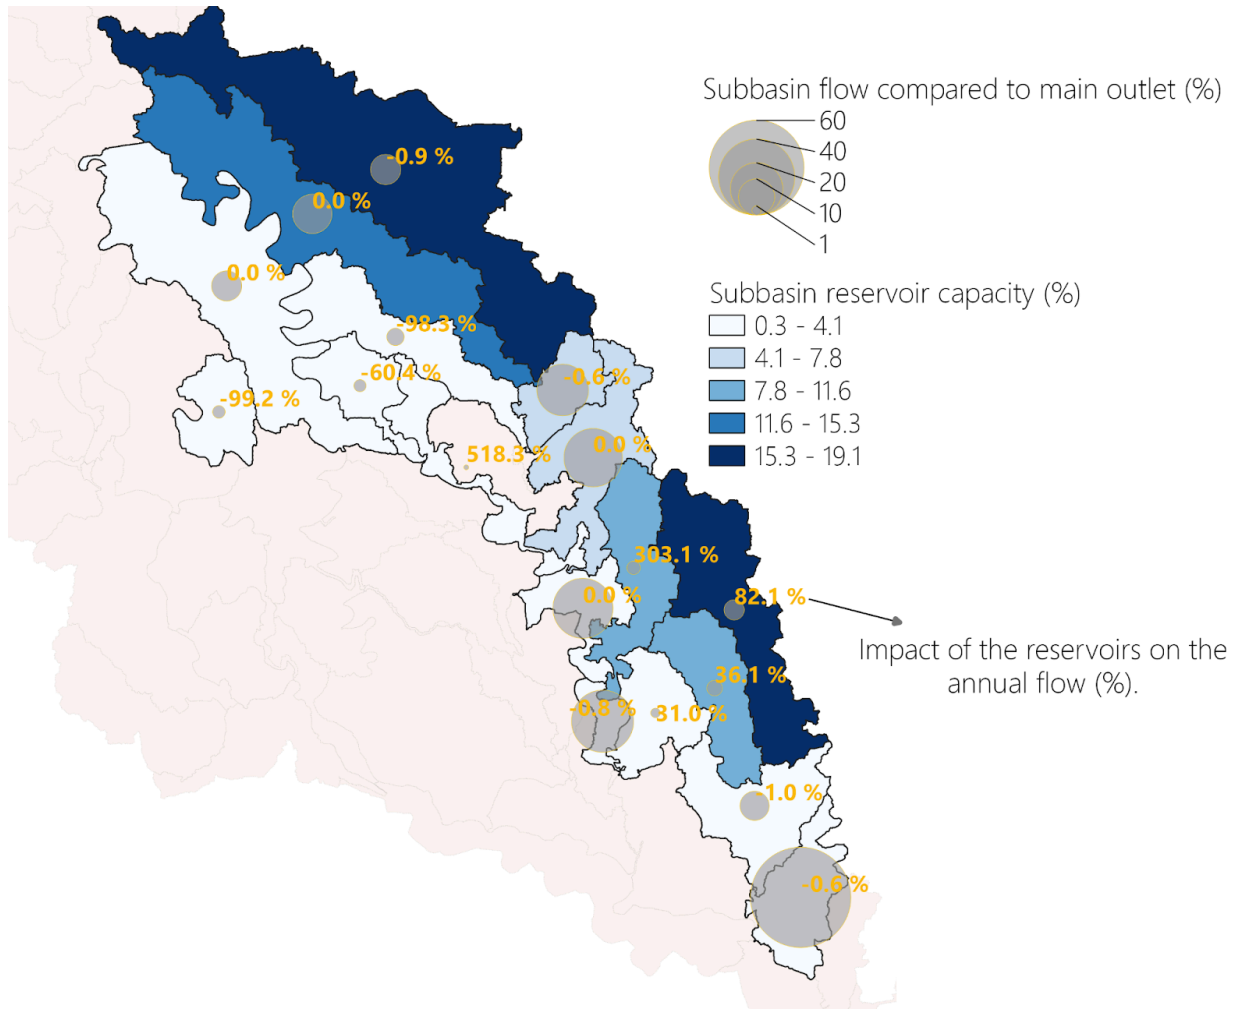 Subbasin flow compared to main outlet (%)
60
40
20
10
1
Subbasin reservoir capacity (%)
0.3 - 4.1
4.1 - 7.8
7.8 - 11.6
11.6 - 15.3
15.3 - 19.1
-0.9 %
0.0 %
0.0 %
-98.3 %
-60.4 %
-0.6 %
-99.2 %
518.3 %
0.0 %
303.1 %
0.0 %
82.1 %
Impact of the reservoirs on the
annual flow (%).
36.1 %
-0.8 %
31.0 %
-1.0 %
-0.6 %